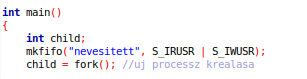 int main()
{
int child;
mkfifo("nevesitett", S_IRUSR | S_IWUSR);
child = fork(); //uj processz krealasa